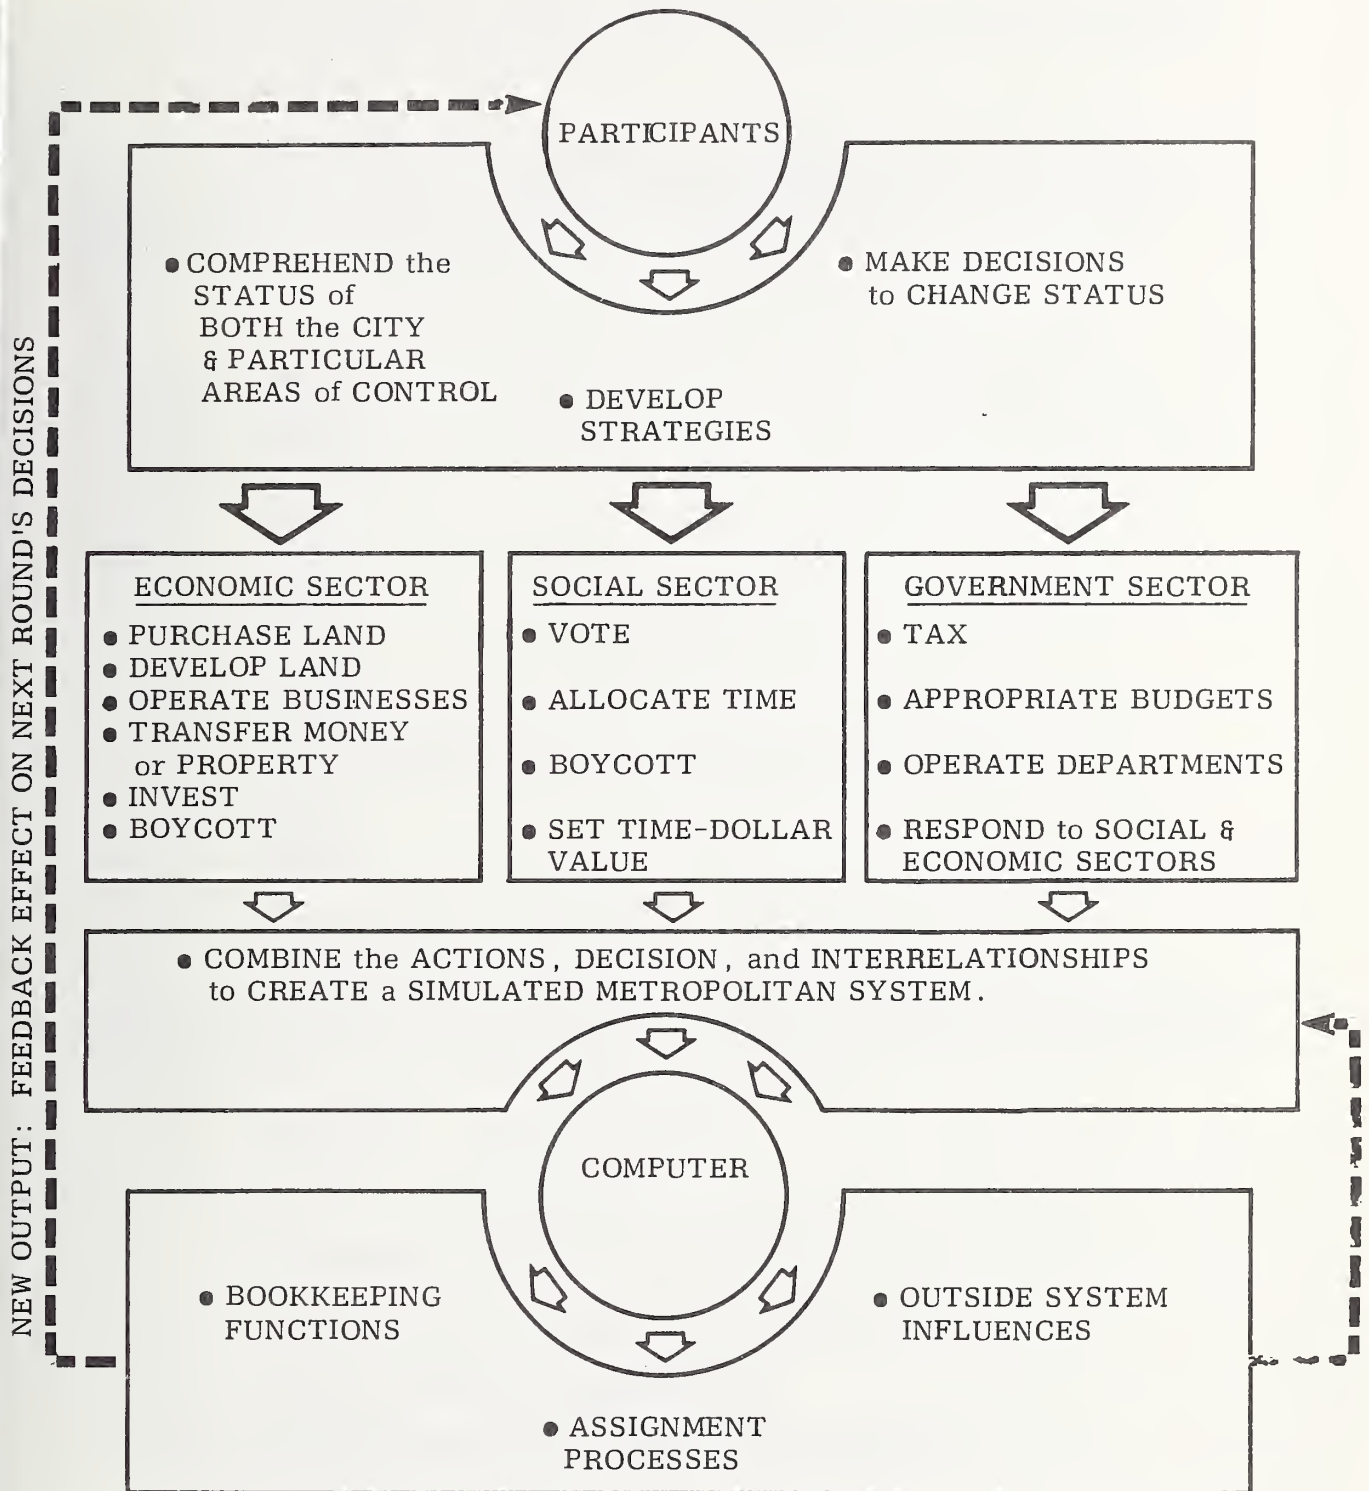 PARTICIPANTS
• COMPREHEND the
STATUS of
BOTH the CITY
& PARTICULAR
AREAS of CONTROL
• DEVELOP
STRATEGIES
• MAKE DECISIONS
to CHANGE STATUS
ECONOMIC SECTOR
• PURCHASE LAND
• DEVELOP LAND
• OPERATE BUSINESSES
• TRANSFER MONEY
or PROPERTY
• INVEST
• BOYCOTT
SOCIAL SECTOR
• VOTE
• ALLOCATE TIME
• BOYCOTT
• SET TIME-DOLLAR
VALUE
GOVERNMENT SECTOR
• TAX
• APPROPRIATE BUDGETS
• OPERATE DEPARTMENTS
• RESPOND to SOCIAL &
ECONOMIC SECTORS
• COMBINE the ACTIONS, DECISION, and INTERRELATIONSHIPS
to CREATE a SIMULATED METROPOLITAN SYSTEM.
COMPUTER
• BOOKKEEPING
FUNCTIONS
• ASSIGNMENT
PROCESSES
• OUTSIDE SYSTEM
INFLUENCES
NEW OUTPUT: FEEDBACK EFFECT ON NEXT ROUND'S DECISIONS